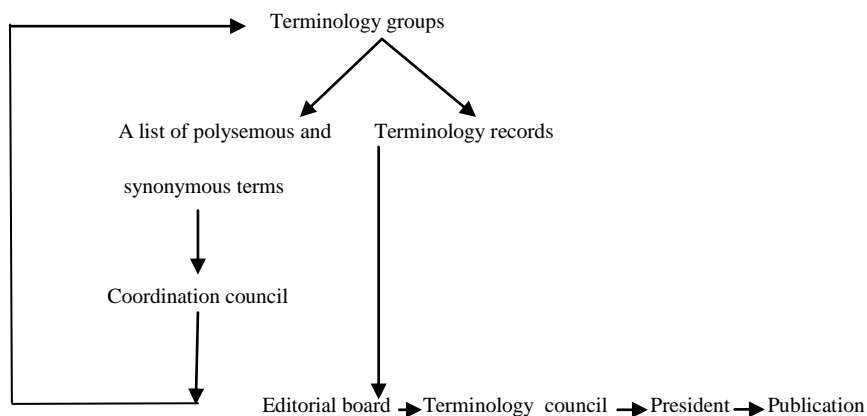 Terminology groups
A list of polysemous and
synonymous terms
Terminology records
Coordination council
Editorial board
Terminology council
President
Publication